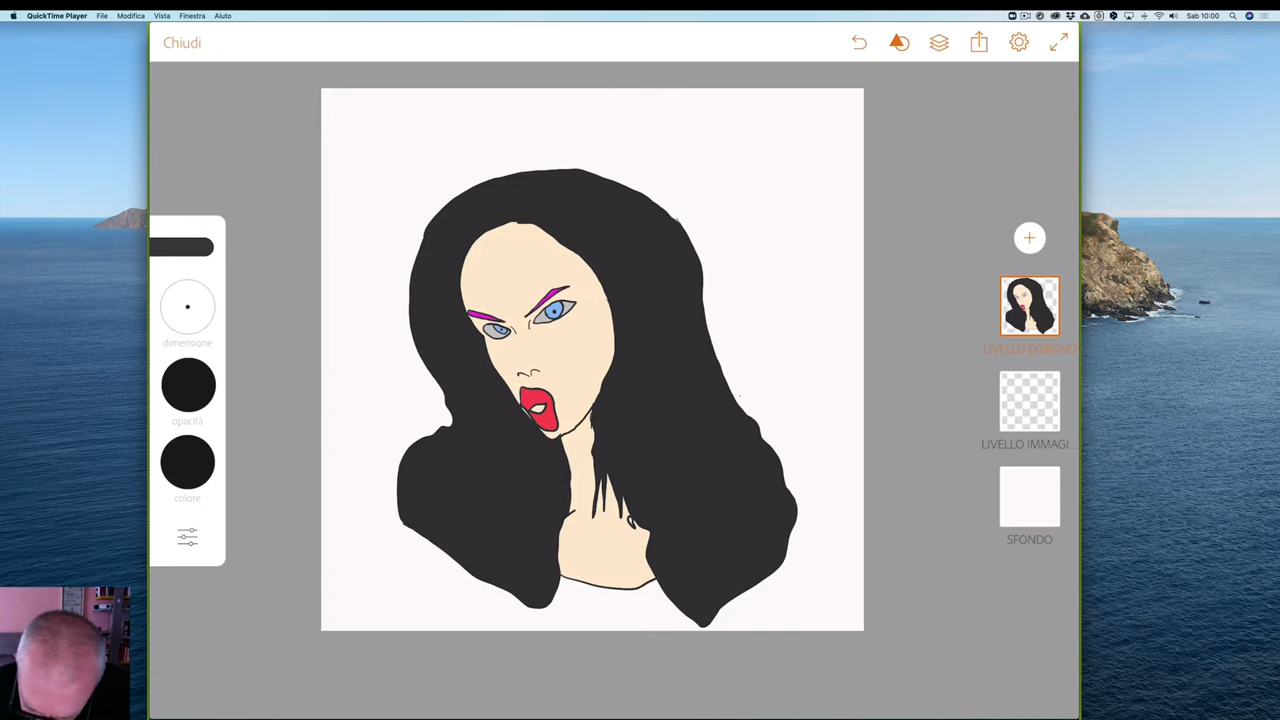 QuickTime Player File Modifica Vista Finestra Aiuto
Sab 10:00
Chiudi
dimensione
opacità
colore
LIVELLO DISEGNO
LIVELLO IMMAGI...
SFONDO